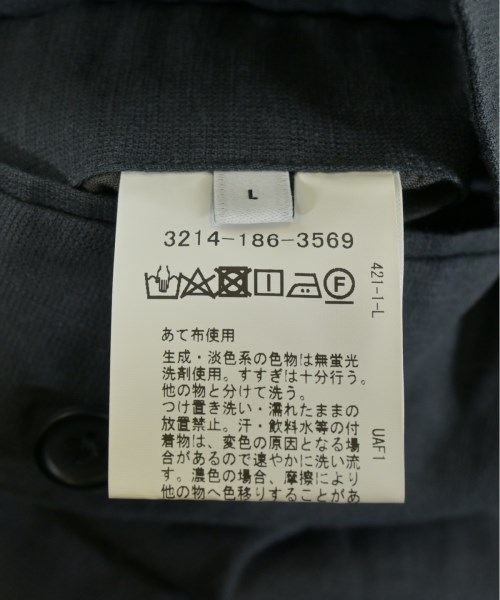 L
3214-186-3569
F
あて布使用
生成・淡色系の色物は無蛍光
洗剤使用。すすぎは十分行う。
他の物と分けて洗う。
つけ置き洗い・濡れたままの
放置禁止。汗・飲料水等の付
着物は、変色の原因となる場
合があるので速やかに洗い流
す。濃色の場合、摩擦により
他の物へ色移りすることがあ
421-1-L
UAF1